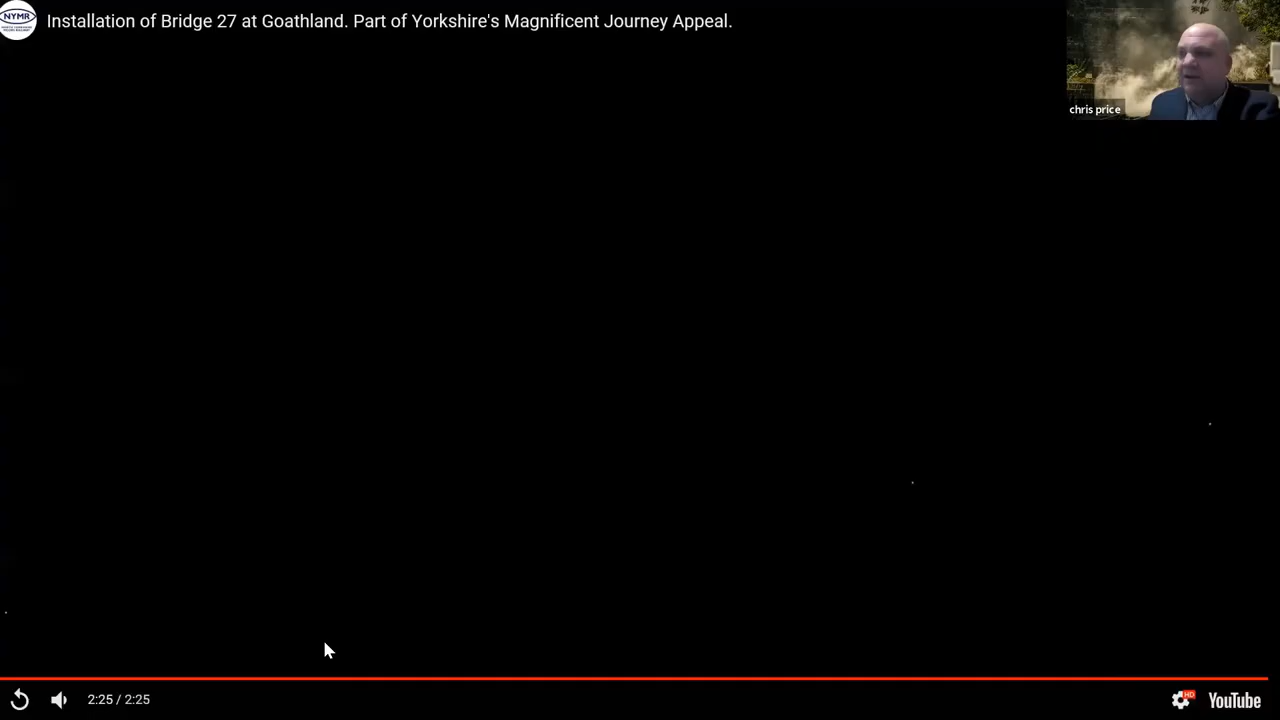 NYMR
Installation of Bridge 27 at Goathland. Part of Yorkshire's Magnificent Journey Appeal.
chris price
2:25 / 2:25
HD
YouTube